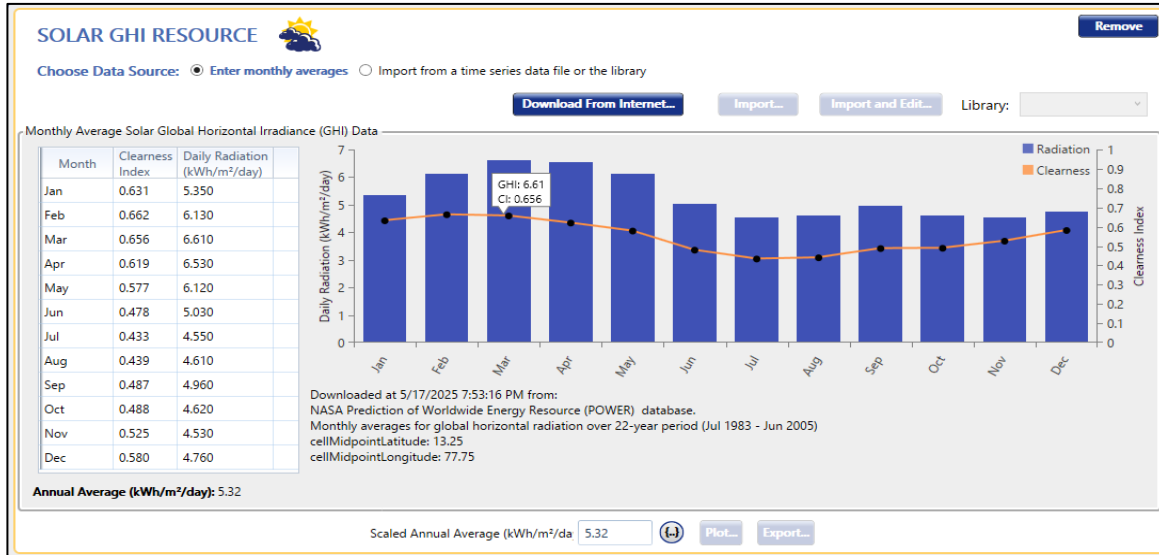 SOLAR GHI RESOURCE
Remove
Choose Data Source: Enter monthly averages Import from a time series data file or the library
Download From Internet... Import... Import and Edit... Library:
Monthly Average Solar Global Horizontal Irradiance (GHI) Data
Month Clearness Index Daily Radiation (kWh/m²/day)
Jan 0.631 5.350
Feb 0.662 6.130
Mar 0.656 6.610
Apr 0.619 6.530
May 0.577 6.120
Jun 0.478 5.030
Jul 0.433 4.550
Aug 0.439 4.610
Sep 0.487 4.960
Oct 0.488 4.620
Nov 0.525 4.530
Dec 0.580 4.760
Daily Radiation (kWh/m²/day)
7
6
5
4
3
2
1
0
GHI: 6.61
CI: 0.656
Radiation
Clearness
1
0.9
0.8
0.7
0.6
0.5
0.4
0.3
0.2
0.1
0
Clearness Index
Jan Feb Mar Apr May Jun Jul Aug Sep Oct Nov Dec
Downloaded at 5/17/2025 7:53:16 PM from:
NASA Prediction of Worldwide Energy Resource (POWER) database.
Monthly averages for global horizontal radiation over 22-year period (Jul 1983 - Jun 2005)
cellMidpointLatitude: 13.25
cellMidpointLongitude: 77.75
Annual Average (kWh/m²/day): 5.32
Scaled Annual Average (kWh/m²/da 5.32 {..} Plot... Export...